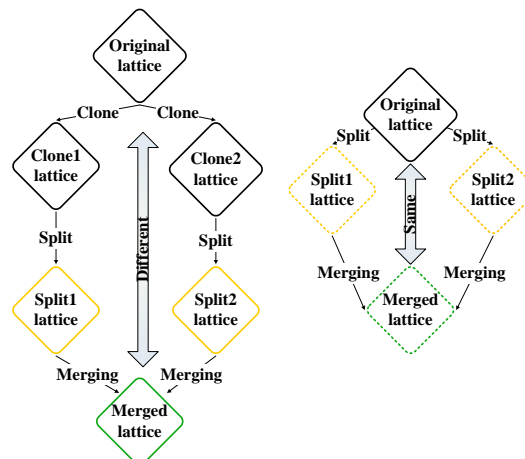 Original
lattice
Clone
Clone
Clone1
lattice
Clone2
lattice
Different
Split
Split
Split1
lattice
Split2
lattice
Merging
Merging
Merged
lattice
Original
lattice
Split
Split
Split1
lattice
Split2
lattice
Same
Merging
Merging
Merged
lattice